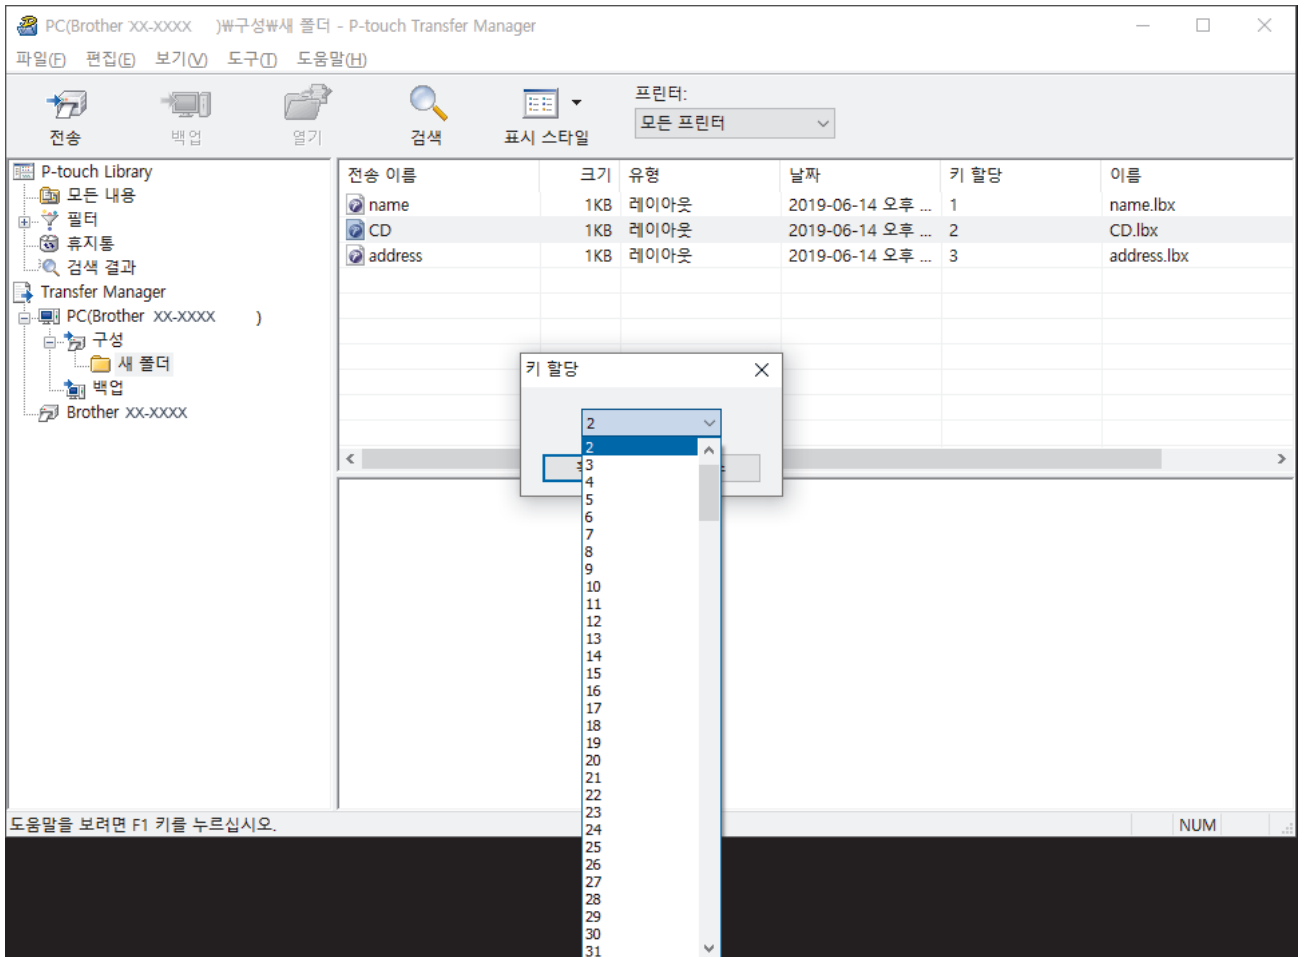 PC(Brother XX-XXXX )₩구성₩새 폴더 - P-touch Transfer Manager
파일(F) 편집(E) 보기(V) 도구(T) 도움말(H)
프린터:
모든 프린터
전송 백업 열기 검색 표시 스타일
P-touch Library
모든 내용
필터
휴지통
검색 결과
Transfer Manager
PC(Brother XX-XXXX )
구성
새 폴더
백업
Brother XX-XXXX
전송 이름 크기 유형 날짜 키 할당 이름
name 1KB 레이아웃 2019-06-14 오후 ... 1 name.lbx
CD 1KB 레이아웃 2019-06-14 오후 ... 2 CD.lbx
address 1KB 레이아웃 2019-06-14 오후 ... 3 address.lbx
키 할당
2
2
3
4
5
6
7
8
9
10
11
12
13
14
15
16
17
18
19
20
21
22
23
24
25
26
27
28
29
30
31
도움말을 보려면 F1 키를 누르십시오.
NUM